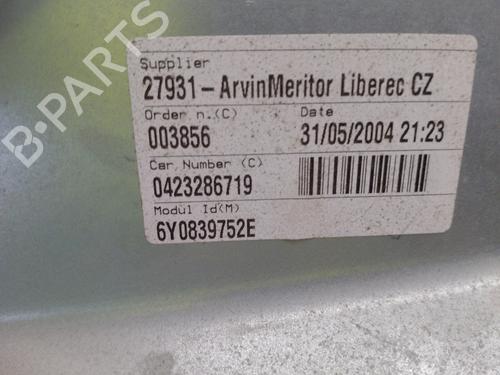 Supplier
27931-ArvinMeritor Liberec CZ
Order n.(C) Date
003856 31/05/2004 21:23
Car Number (C)
0423286719
Modul Id(M)
6Y0839752E
B-PARTS